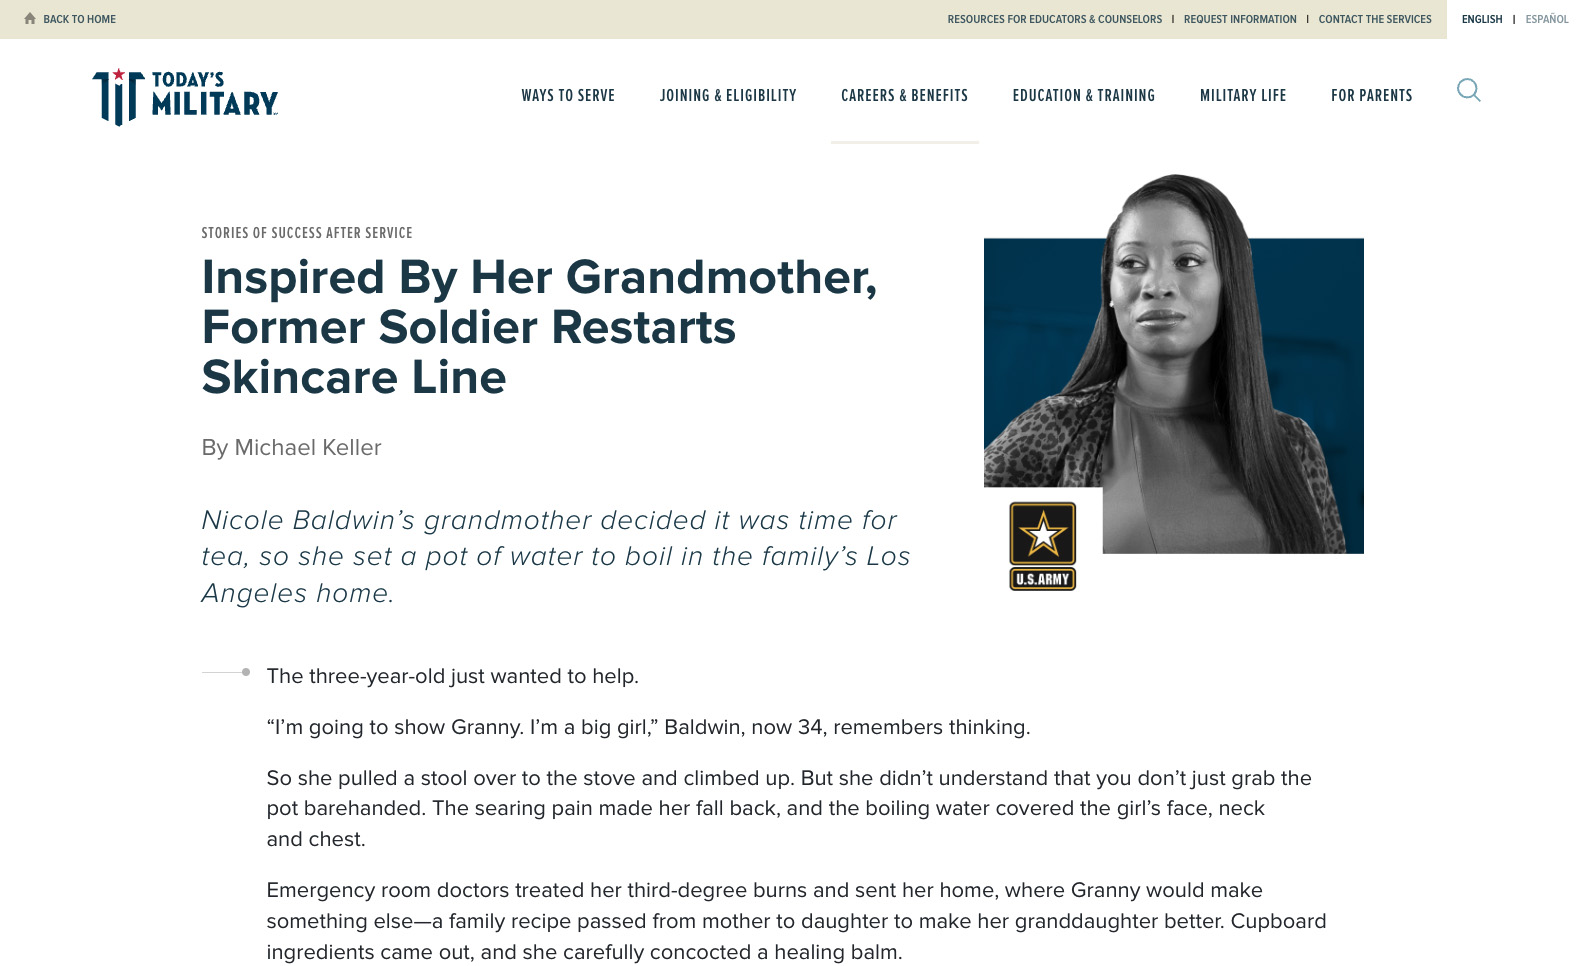 BACK TO HOME
RESOURCES FOR EDUCATORS & COUNSELORS | REQUEST INFORMATION | CONTACT THE SERVICES
ENGLISH | ESPAÑOL
TODAY'S
MILITARY
WAYS TO SERVE
JOINING & ELIGIBILITY
CAREERS & BENEFITS
EDUCATION & TRAINING
MILITARY LIFE
FOR PARENTS
STORIES OF SUCCESS AFTER SERVICE
Inspired By Her Grandmother,
Former Soldier Restarts
Skincare Line
By Michael Keller
Nicole Baldwin’s grandmother decided it was time for
tea, so she set a pot of water to boil in the family’s Los
Angeles home.
U.S.ARMY
The three-year-old just wanted to help.
“I’m going to show Granny. I’m a big girl,” Baldwin, now 34, remembers thinking.
So she pulled a stool over to the stove and climbed up. But she didn’t understand that you don’t just grab the
pot barehanded. The searing pain made her fall back, and the boiling water covered the girl’s face, neck
and chest.
Emergency room doctors treated her third-degree burns and sent her home, where Granny would make
something else—a family recipe passed from mother to daughter to make her granddaughter better. Cupboard
ingredients came out, and she carefully concocted a healing balm.